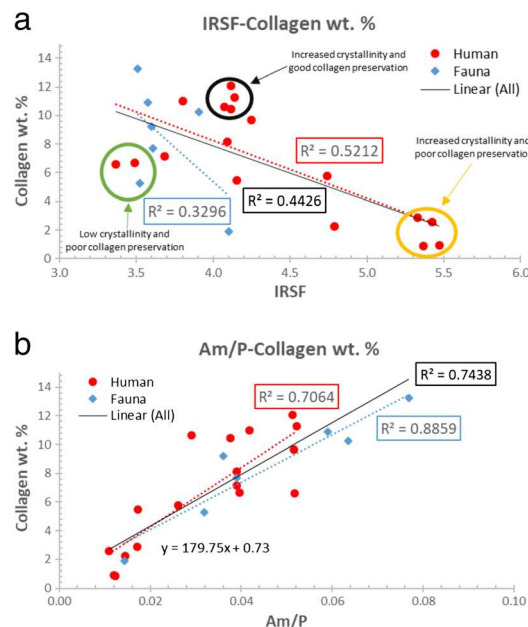 a
IRSF-Collagen wt. %
Collagen wt. %
14
12
10
8
6
4
2
0
3.0 3.5 4.0 4.5 5.0 5.5 6.0
IRSF
Increased crystallinity and
good collagen preservation
Human
Fauna
Linear (All)
Increased crystallinity and
poor collagen preservation
R² = 0.5212
R² = 0.4426
R² = 0.3296
Low crystallinity and
poor collagen preservation
b
Am/P-Collagen wt. %
Collagen wt. %
16
14
12
10
8
6
4
2
0
0.00 0.02 0.04 0.06 0.08 0.10
Am/P
Human
Fauna
Linear (All)
R² = 0.7438
R² = 0.7064
R² = 0.8859
y = 179.75x + 0.73